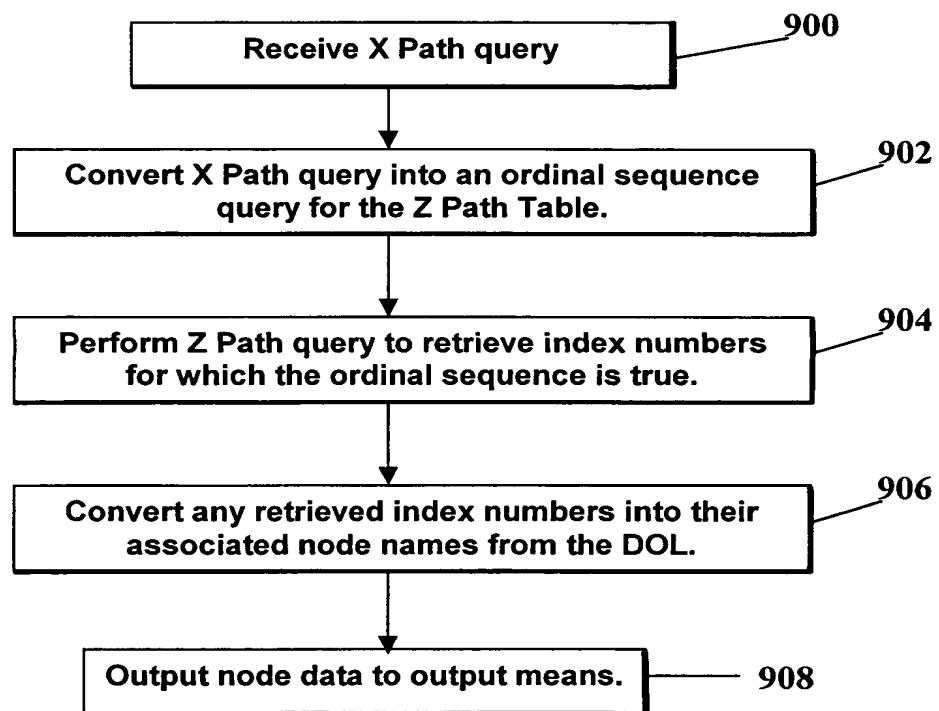 Receive X Path query
900
Convert X Path query into an ordinal sequence
query for the Z Path Table.
902
Perform Z Path query to retrieve index numbers
for which the ordinal sequence is true.
904
Convert any retrieved index numbers into their
associated node names from the DOL.
906
Output node data to output means.
908